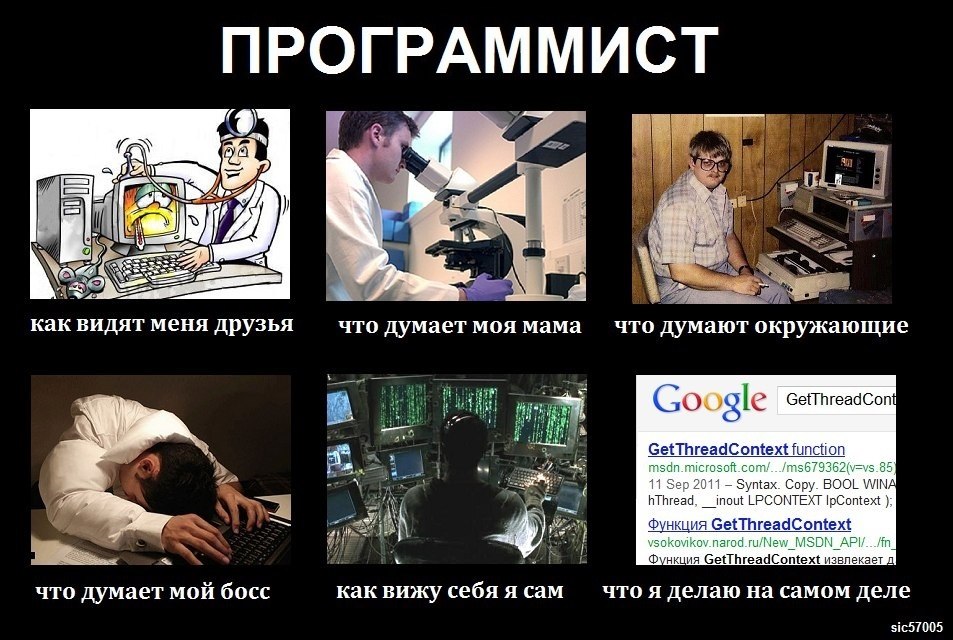 ПРОГРАММИСТ
как видят меня друзья
что думает моя мама
что думают окружающие
что думает мой босс
как вижу себя я сам
Google
GetThreadCont
GetThreadContext function
msdn.microsoft.com/.../ms679362(v=vs.85)
11 Sep 2011 – Syntax. Copy. BOOL WINA
hThread, __inout LPCONTEXT lpContext );
Функция GetThreadContext
vsokovikov.narod.ru/New_MSDN_API/.../fn_
Функция GetThreadContext извлекает д
что я делаю на самом деле
sic57005